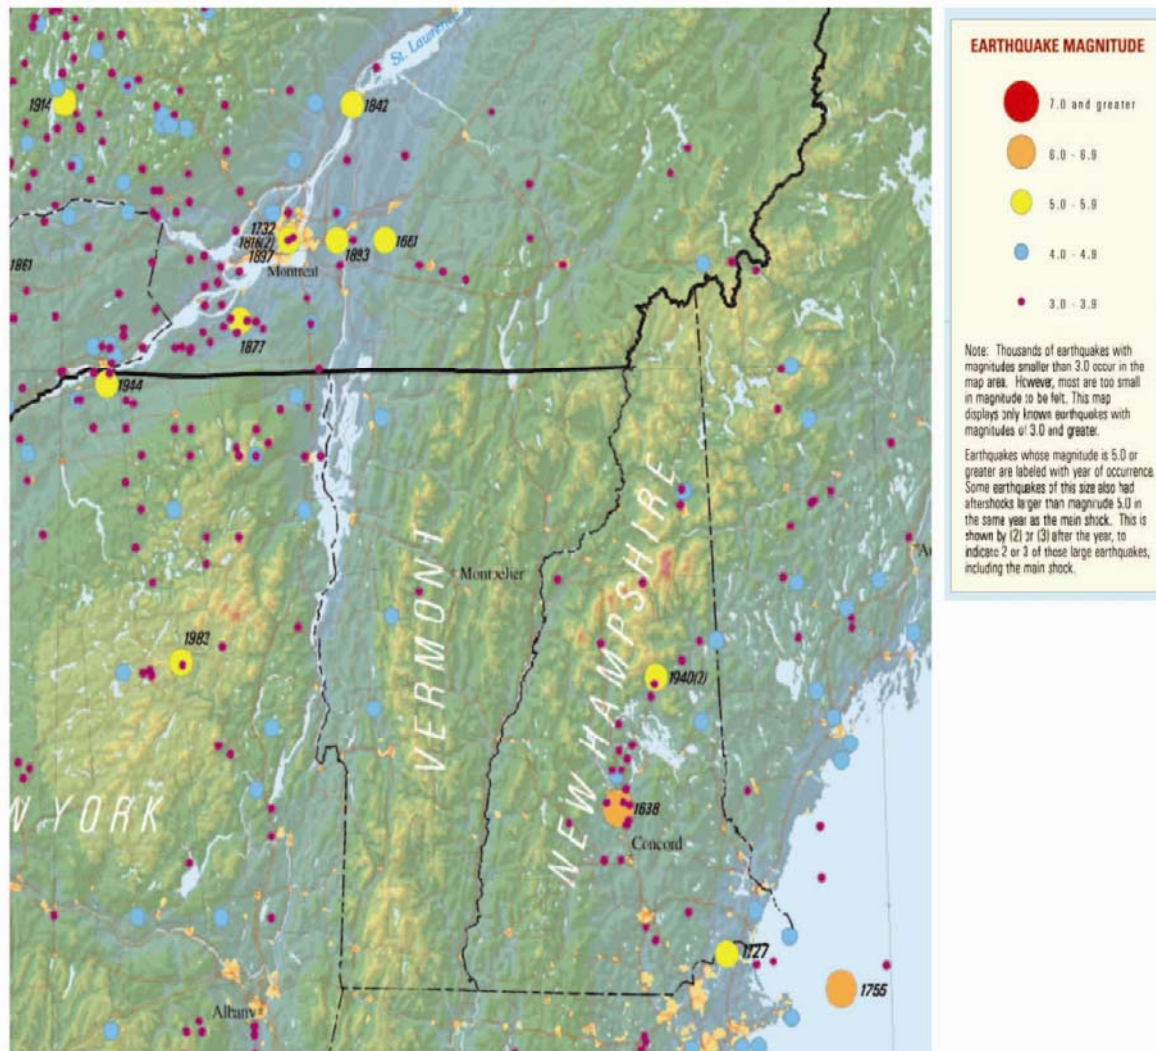 St. Lawrence
1914
1842
1732
1818(2)
1897
1893
1661
Montreal
1861
1877
1944
NEW HAMPSHIRE
VERMONT
Montpelier
1983
1940(2)
YORK
1638
Concord
1727
1755
Albany
EARTHQUAKE MAGNITUDE
7.0 and greater
6.0 - 6.9
5.0 - 5.9
4.0 - 4.9
3.0 - 3.9
Note: Thousands of earthquakes with
magnitudes smaller than 3.0 occur in the
map area. However, most are too small
in magnitude to be felt. This map
displays only known earthquakes with
magnitudes of 3.0 and greater.
Earthquakes whose magnitude is 5.0 or
greater are labeled with year of occurrence.
Some earthquakes of this size also had
aftershocks larger than magnitude 5.0 in
the same year as the main shock. This is
shown by (2) or (3) after the year, to
indicate 2 or 3 of those large earthquakes,
including the main shock.